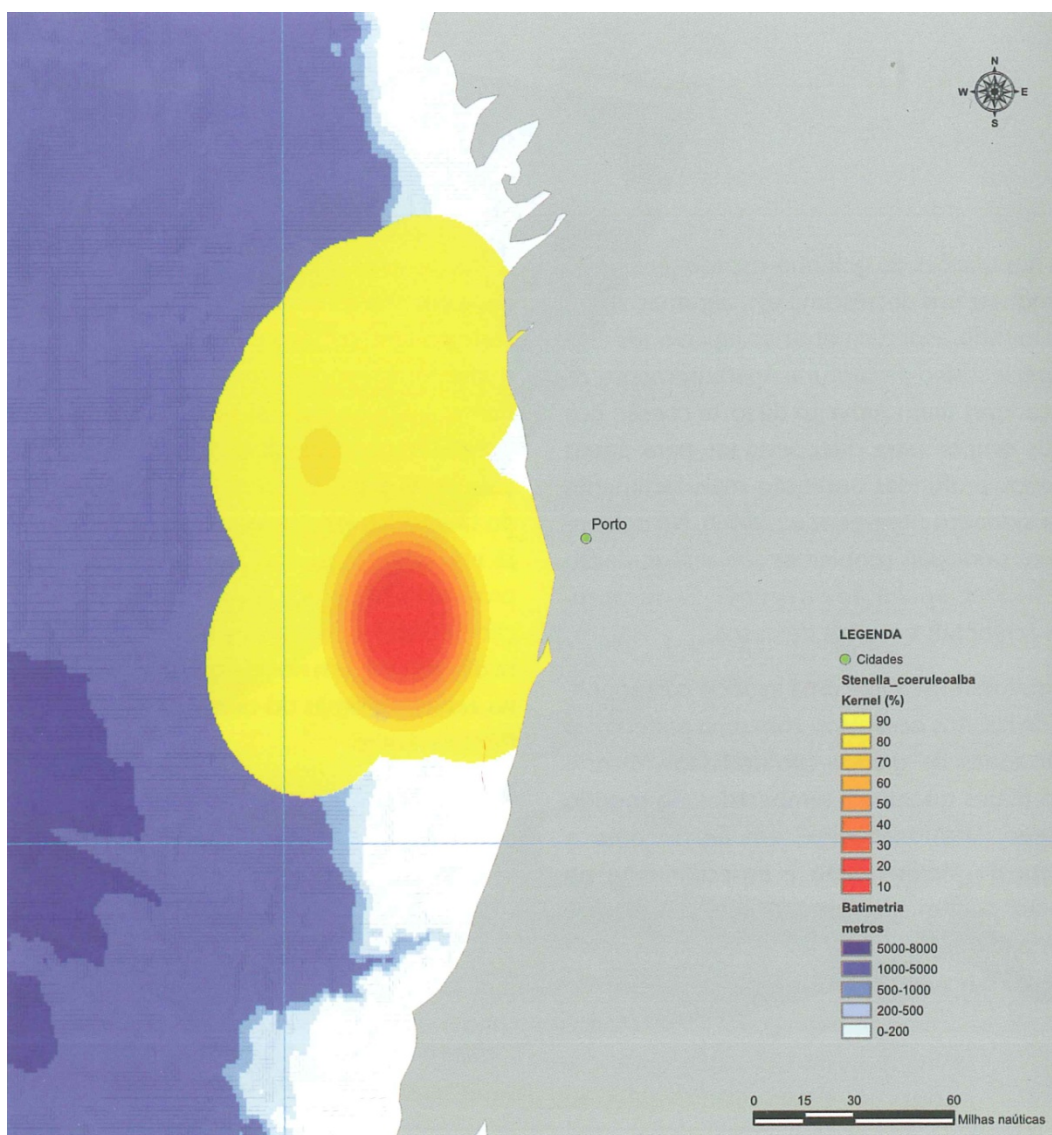 N
W E
S
Porto
LEGENDA
Cidades
Stenella_coeruleoalba
Kernel (%)
90
80
70
60
50
40
30
20
10
Batimetria
metros
5000-8000
1000-5000
500-1000
200-500
0-200
0 15 30 60
Milhas naúticas